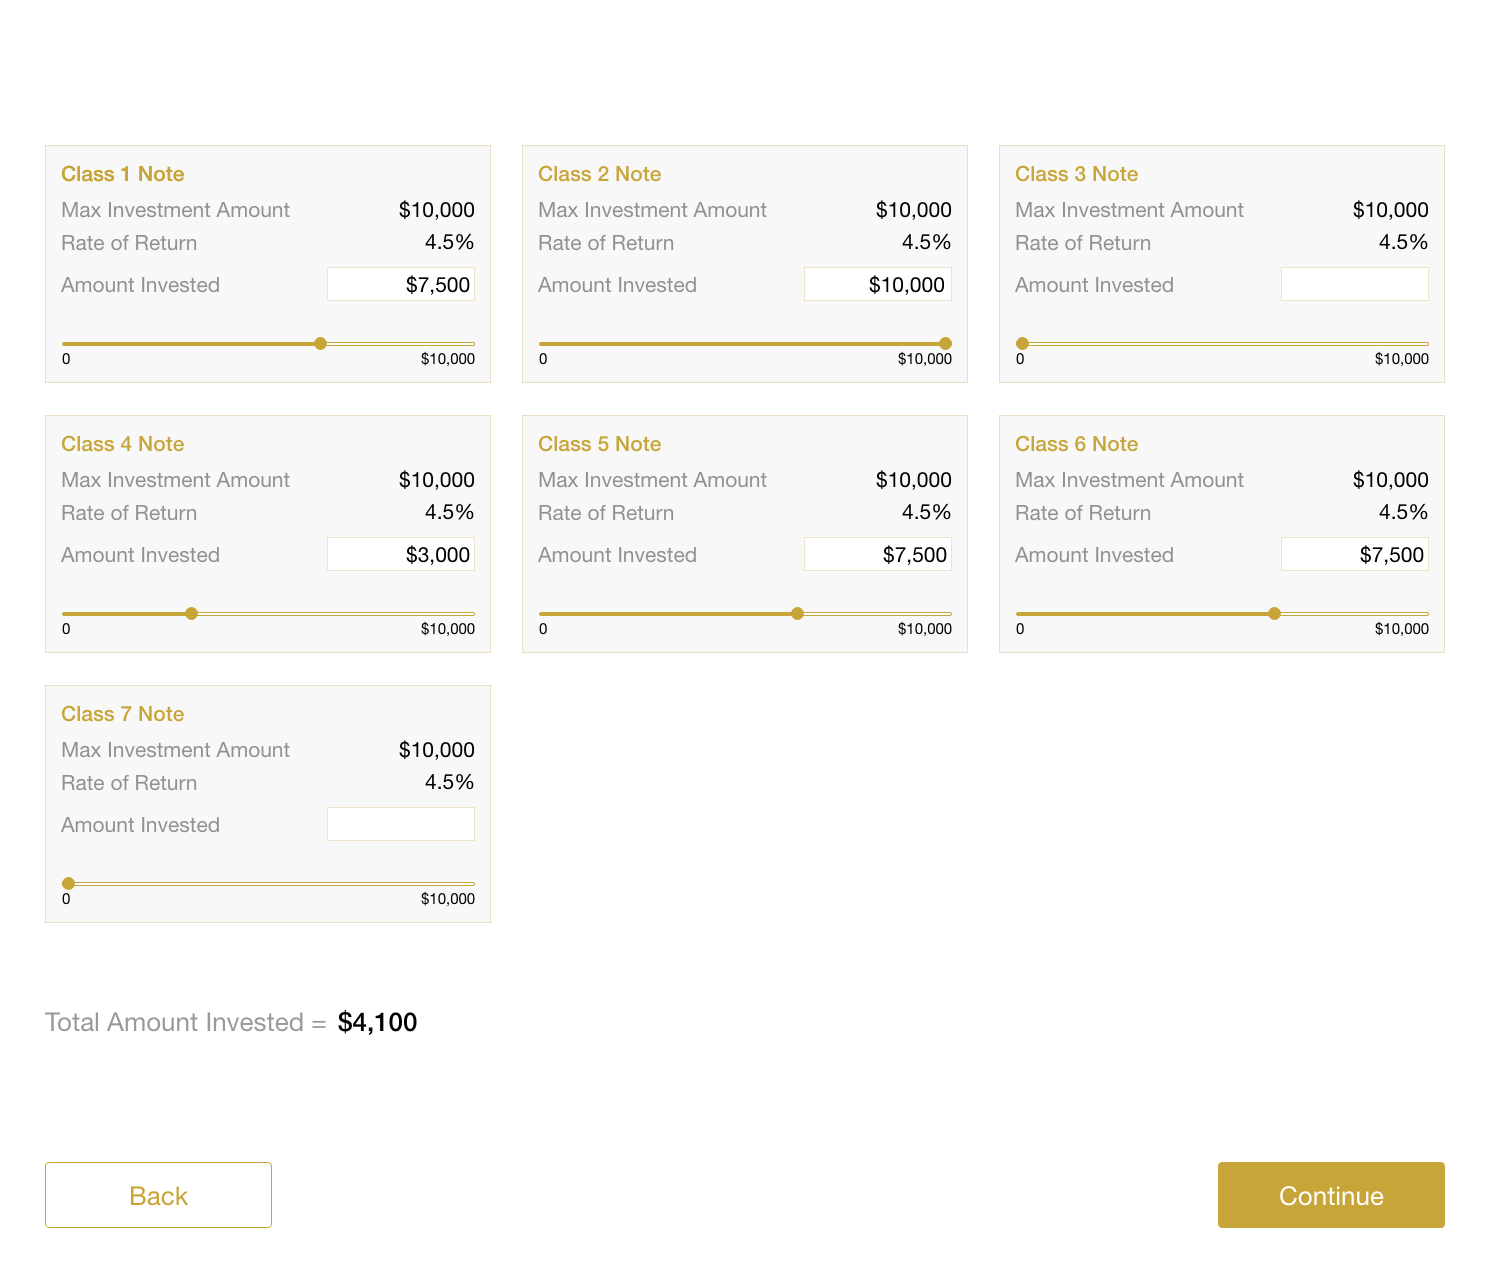 Class 1 Note
Max Investment Amount $10,000
Rate of Return 4.5%
Amount Invested $7,500
0 $10,000
Class 2 Note
Max Investment Amount $10,000
Rate of Return 4.5%
Amount Invested $10,000
0 $10,000
Class 3 Note
Max Investment Amount $10,000
Rate of Return 4.5%
Amount Invested
0 $10,000
Class 4 Note
Max Investment Amount $10,000
Rate of Return 4.5%
Amount Invested $3,000
0 $10,000
Class 5 Note
Max Investment Amount $10,000
Rate of Return 4.5%
Amount Invested $7,500
0 $10,000
Class 6 Note
Max Investment Amount $10,000
Rate of Return 4.5%
Amount Invested $7,500
0 $10,000
Class 7 Note
Max Investment Amount $10,000
Rate of Return 4.5%
Amount Invested
0 $10,000
Total Amount Invested = $4,100
Back
Continue